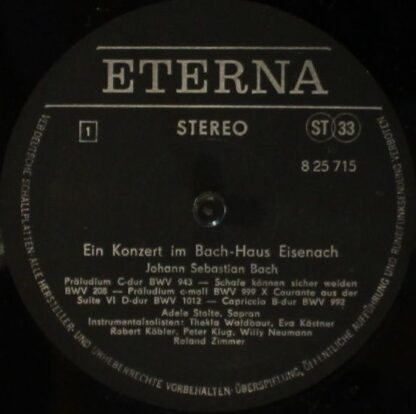 ETERNA
1
STEREO
ST 33
8 25 715
Ein Konzert im Bach-Haus Eisenach
Johann Sebastian Bach
Präludium C-dur BWV 943 — Schafe können sicher weiden
BWV 208 — Präludium c-moll BWV 999 X Courante aus der
Suite VI D-dur BWV 1012 — Capriccio B-dur BWV 992
Adele Stolte, Sopran
Instrumentalsolisten: Thekla Waldbaur, Eva Kästner
Robert Köbler, Peter Klug, Willy Neumann
Roland Zimmer
VEB DEUTSCHE SCHALLPLATTEN ALLE HERSTELLER- UND URHEBERRECHTE VORBEHALTEN · ÜBERSPIELUNG, ÖFFENTLICHE AUFFÜHRUNG UND RUNDFUNKSENDUNG VERBOTEN